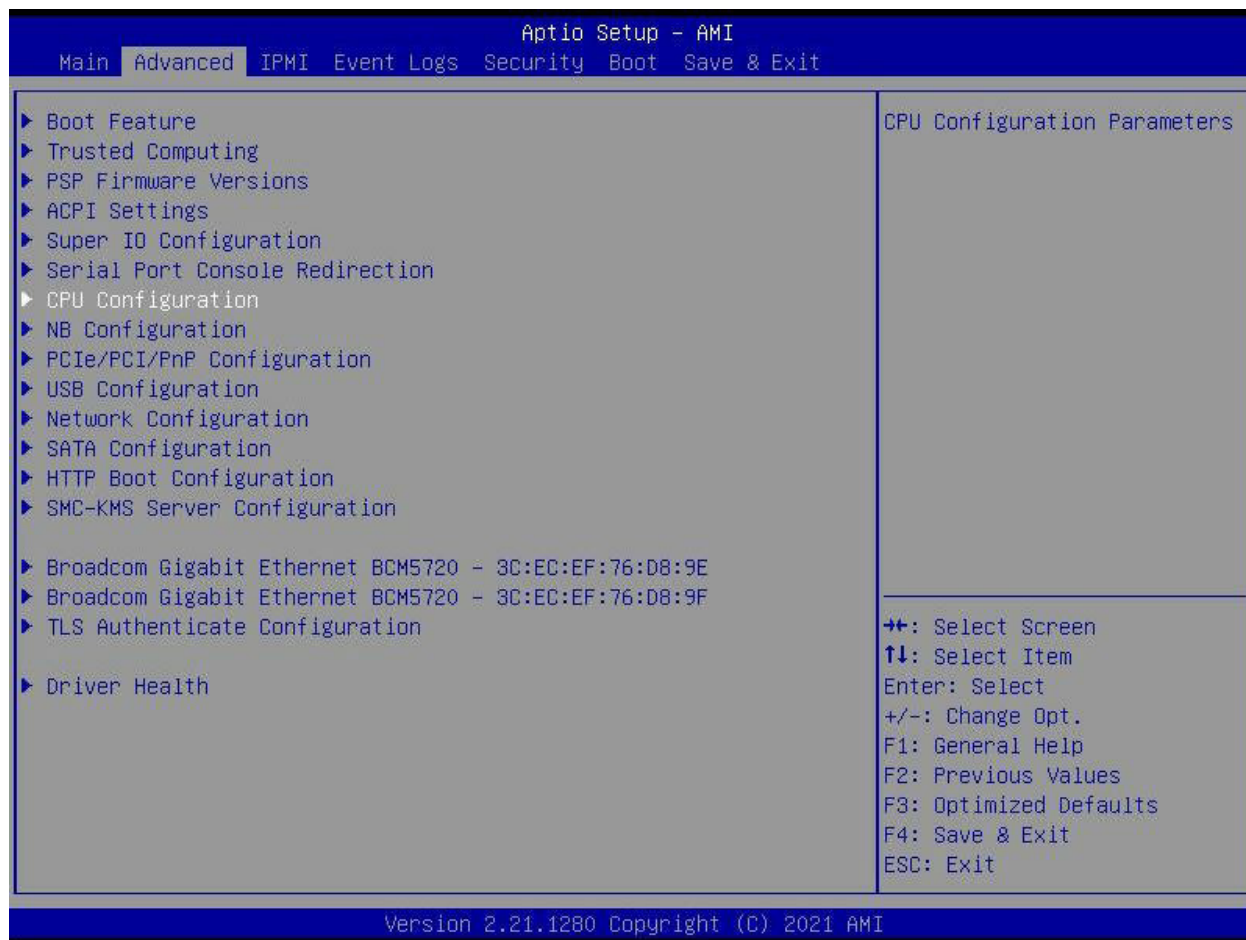 Aptio Setup – AMI
Main Advanced IPMI Event Logs Security Boot Save & Exit
Boot Feature
Trusted Computing
PSP Firmware Versions
ACPI Settings
Super IO Configuration
Serial Port Console Redirection
CPU Configuration
NB Configuration
PCIe/PCI/PnP Configuration
USB Configuration
Network Configuration
SATA Configuration
HTTP Boot Configuration
SMC-KMS Server Configuration
Broadcom Gigabit Ethernet BCM5720 – 3C:EC:EF:76:D8:9E
Broadcom Gigabit Ethernet BCM5720 – 3C:EC:EF:76:D8:9F
TLS Authenticate Configuration
Driver Health
CPU Configuration Parameters
→←: Select Screen
↑↓: Select Item
Enter: Select
+/-: Change Opt.
F1: General Help
F2: Previous Values
F3: Optimized Defaults
F4: Save & Exit
ESC: Exit
Version 2.21.1280 Copyright (C) 2021 AMI